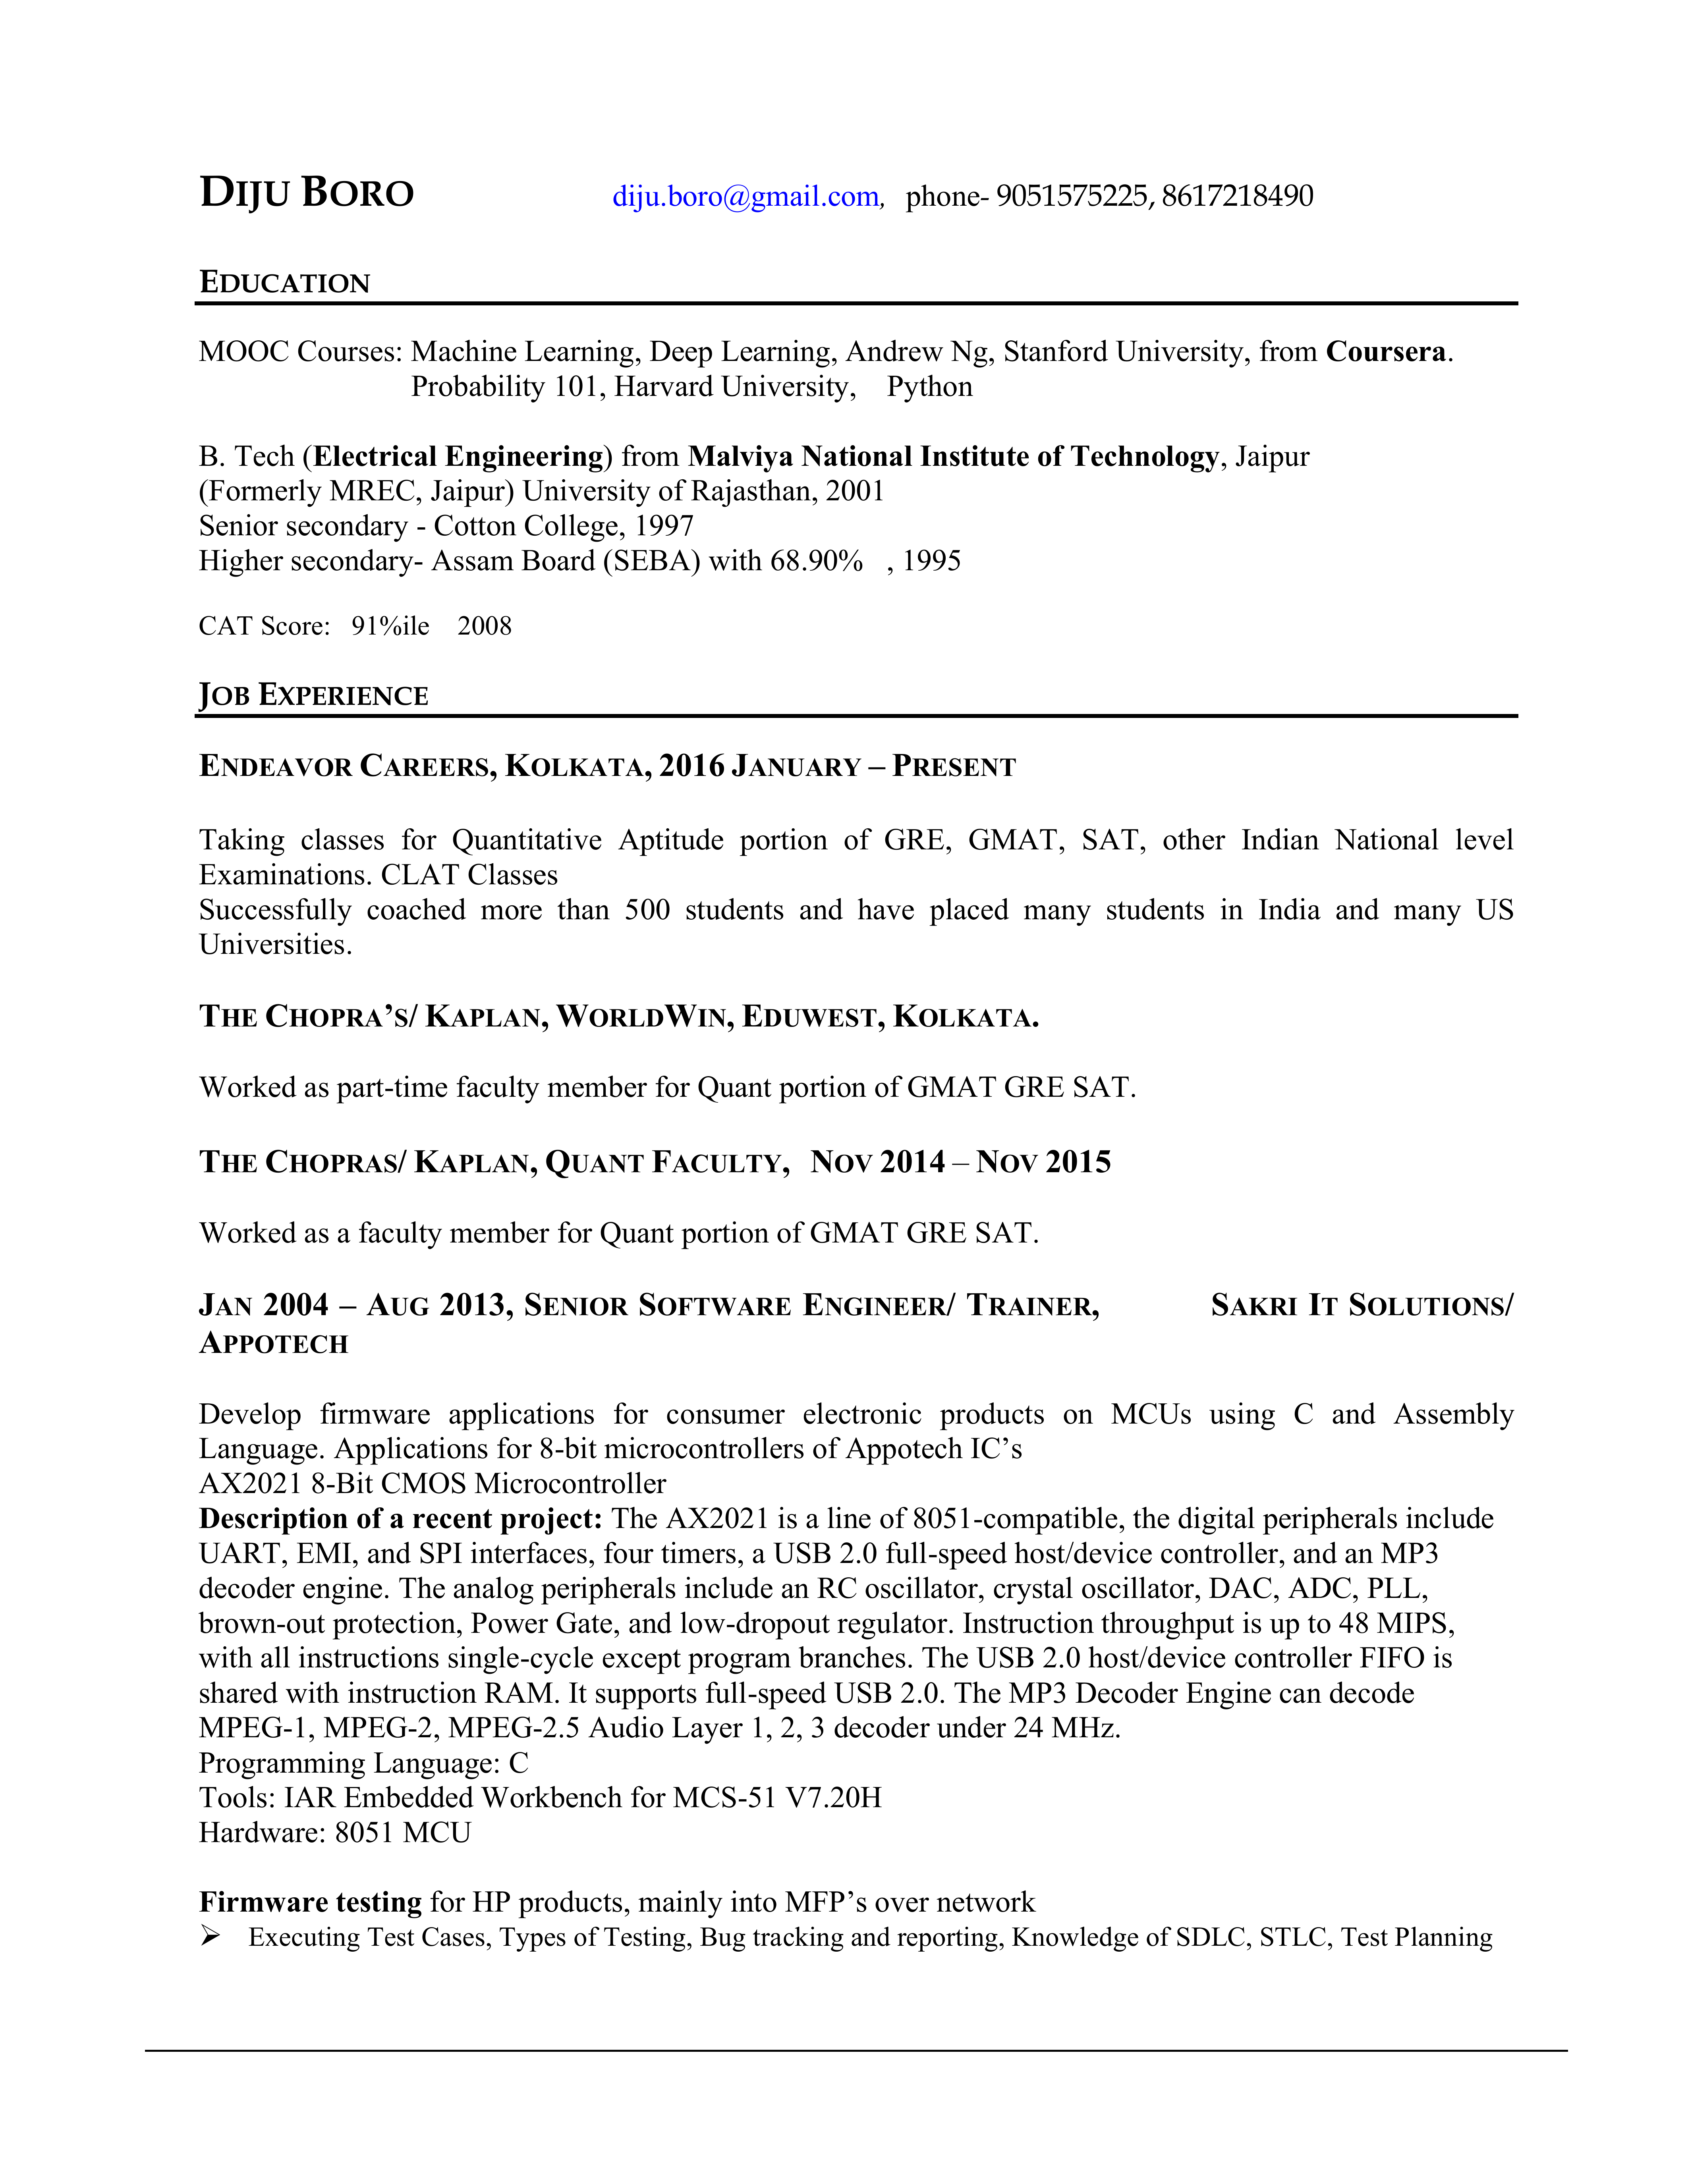 DIJU BORO diju.boro@gmail.com, phone- 9051575225, 8617218490
EDUCATION
MOOC Courses: Machine Learning, Deep Learning, Andrew Ng, Stanford University, from Coursera.
Probability 101, Harvard University, Python
B. Tech (Electrical Engineering) from Malviya National Institute of Technology, Jaipur
(Formerly MREC, Jaipur) University of Rajasthan, 2001
Senior secondary - Cotton College, 1997
Higher secondary- Assam Board (SEBA) with 68.90% , 1995
CAT Score: 91%ile 2008
JOB EXPERIENCE
ENDEAVOR CAREERS, KOLKATA, 2016 JANUARY – PRESENT
Taking classes for Quantitative Aptitude portion of GRE, GMAT, SAT, other Indian National level
Examinations. CLAT Classes
Successfully coached more than 500 students and have placed many students in India and many US
Universities.
THE CHOPRA’S/ KAPLAN, WORLDWIN, EDUWEST, KOLKATA.
Worked as part-time faculty member for Quant portion of GMAT GRE SAT.
THE CHOPRAS/ KAPLAN, QUANT FACULTY, NOV 2014 – NOV 2015
Worked as a faculty member for Quant portion of GMAT GRE SAT.
JAN 2004 – AUG 2013, SENIOR SOFTWARE ENGINEER/ TRAINER, SAKRI IT SOLUTIONS/
APPOTECH
Develop firmware applications for consumer electronic products on MCUs using C and Assembly
Language. Applications for 8-bit microcontrollers of Appotech IC’s
AX2021 8-Bit CMOS Microcontroller
Description of a recent project: The AX2021 is a line of 8051-compatible, the digital peripherals include
UART, EMI, and SPI interfaces, four timers, a USB 2.0 full-speed host/device controller, and an MP3
decoder engine. The analog peripherals include an RC oscillator, crystal oscillator, DAC, ADC, PLL,
brown-out protection, Power Gate, and low-dropout regulator. Instruction throughput is up to 48 MIPS,
with all instructions single-cycle except program branches. The USB 2.0 host/device controller FIFO is
shared with instruction RAM. It supports full-speed USB 2.0. The MP3 Decoder Engine can decode
MPEG-1, MPEG-2, MPEG-2.5 Audio Layer 1, 2, 3 decoder under 24 MHz.
Programming Language: C
Tools: IAR Embedded Workbench for MCS-51 V7.20H
Hardware: 8051 MCU
Firmware testing for HP products, mainly into MFP’s over network
➢ Executing Test Cases, Types of Testing, Bug tracking and reporting, Knowledge of SDLC, STLC, Test Planning